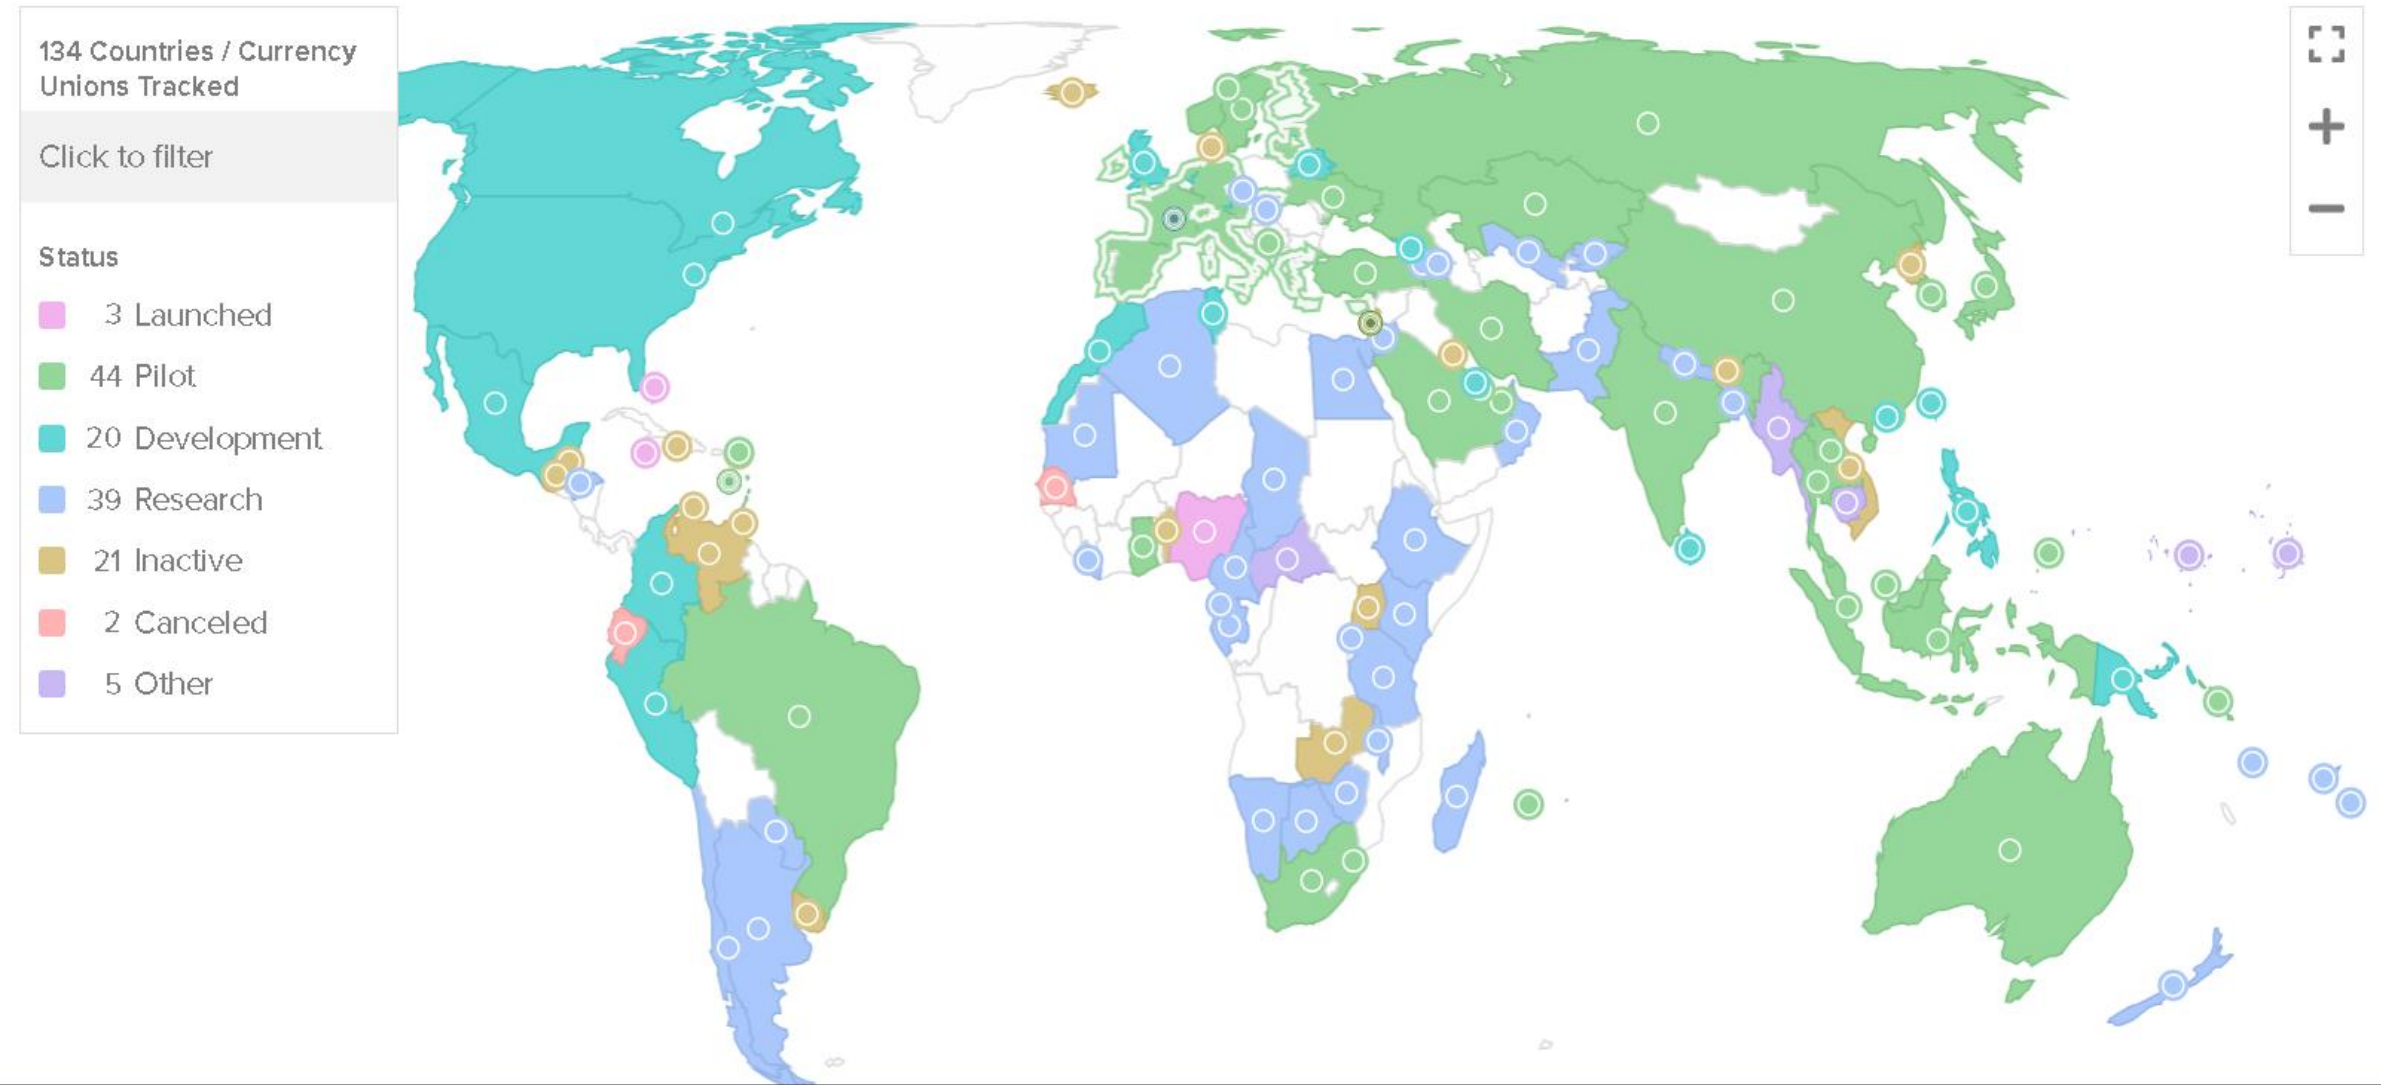 134 Countries / Currency
Unions Tracked
Click to filter
Status
3 Launched
44 Pilot
20 Development
39 Research
21 Inactive
2 Canceled
5 Other